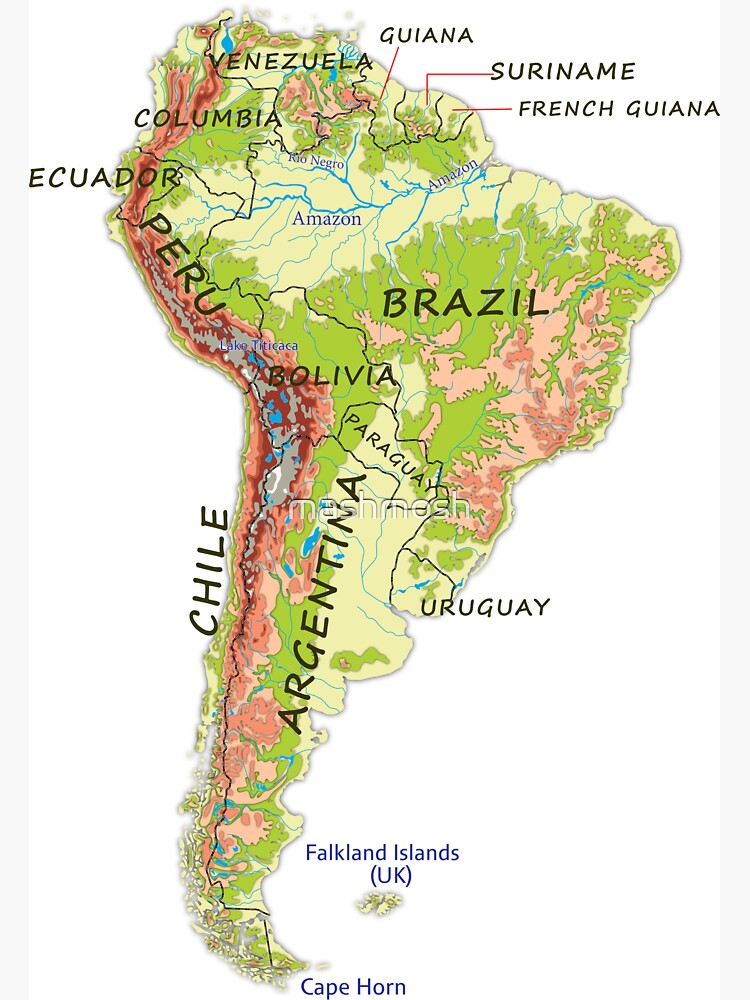 GUIANA
VENEZUELA
SURINAME
FRENCH GUIANA
COLUMBIA
Rio Negro
Amazon
ECUADOR
Amazon
PERU
BRAZIL
Lake Titicaca
BOLIVIA
PARAGUAY
mashmosh
CHILE
ARGENTINA
URUGUAY
Falkland Islands
(UK)
Cape Horn